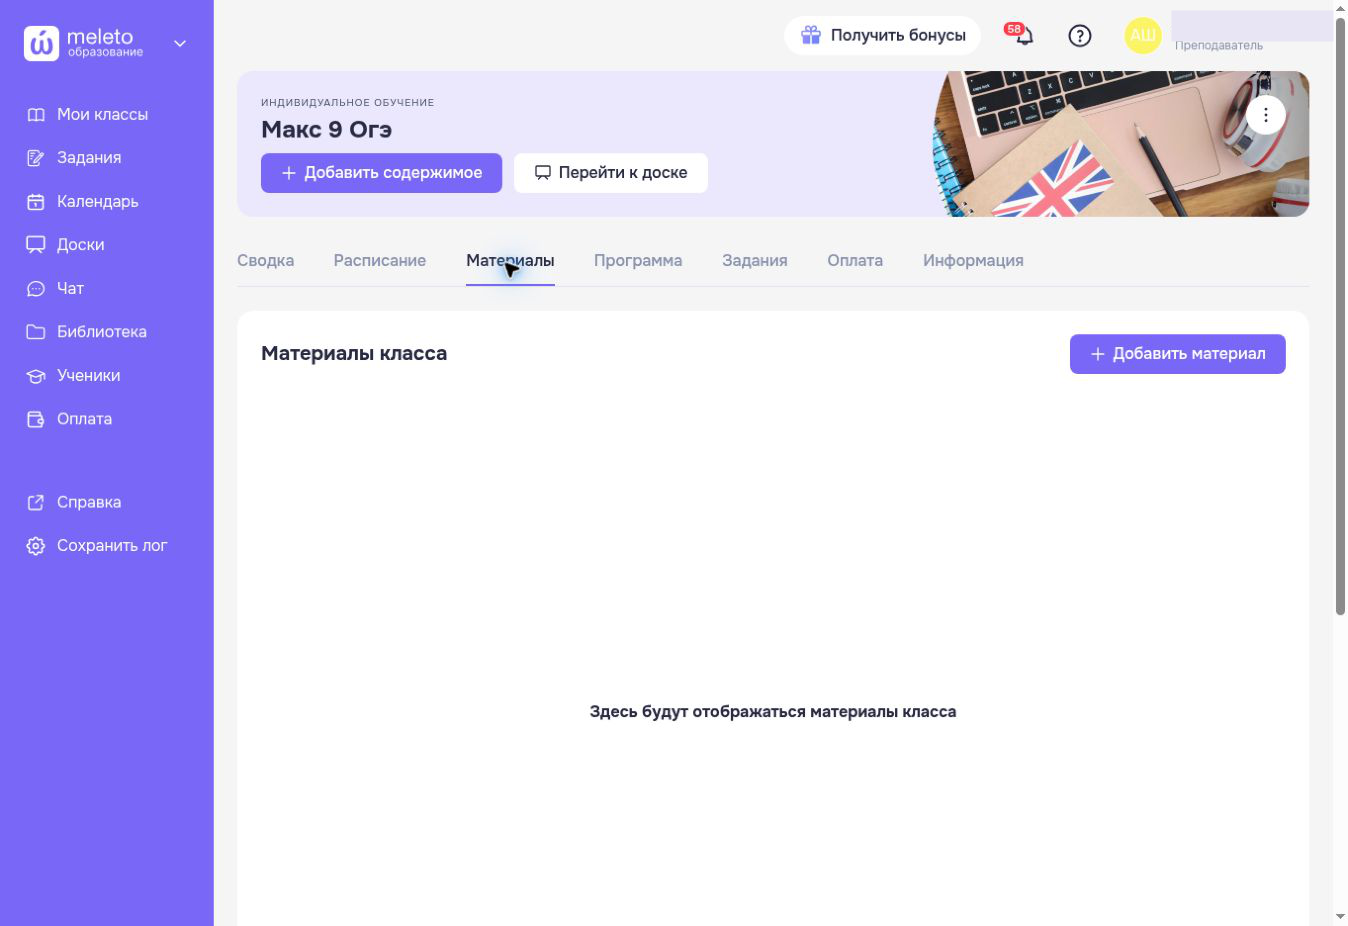 meleto
образование
Мои классы
Задания
Календарь
Доски
Чат
Библиотека
Ученики
Оплата
Справка
Сохранить лог
Получить бонусы
58
АШ
Преподаватель
ИНДИВИДУАЛЬНОЕ ОБУЧЕНИЕ
Макс 9 Огэ
Добавить содержимое
Перейти к доске
Сводка Расписание Материалы Программа Задания Оплата Информация
Материалы класса
Добавить материал
Здесь будут отображаться материалы класса